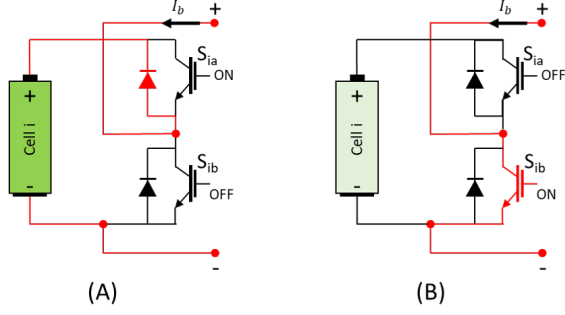 I_b +
S_ia
ON
+
Cell i
-
S_ib
OFF
-
(A)
I_b +
S_ia
OFF
+
Cell i
-
S_ib
ON
-
(B)